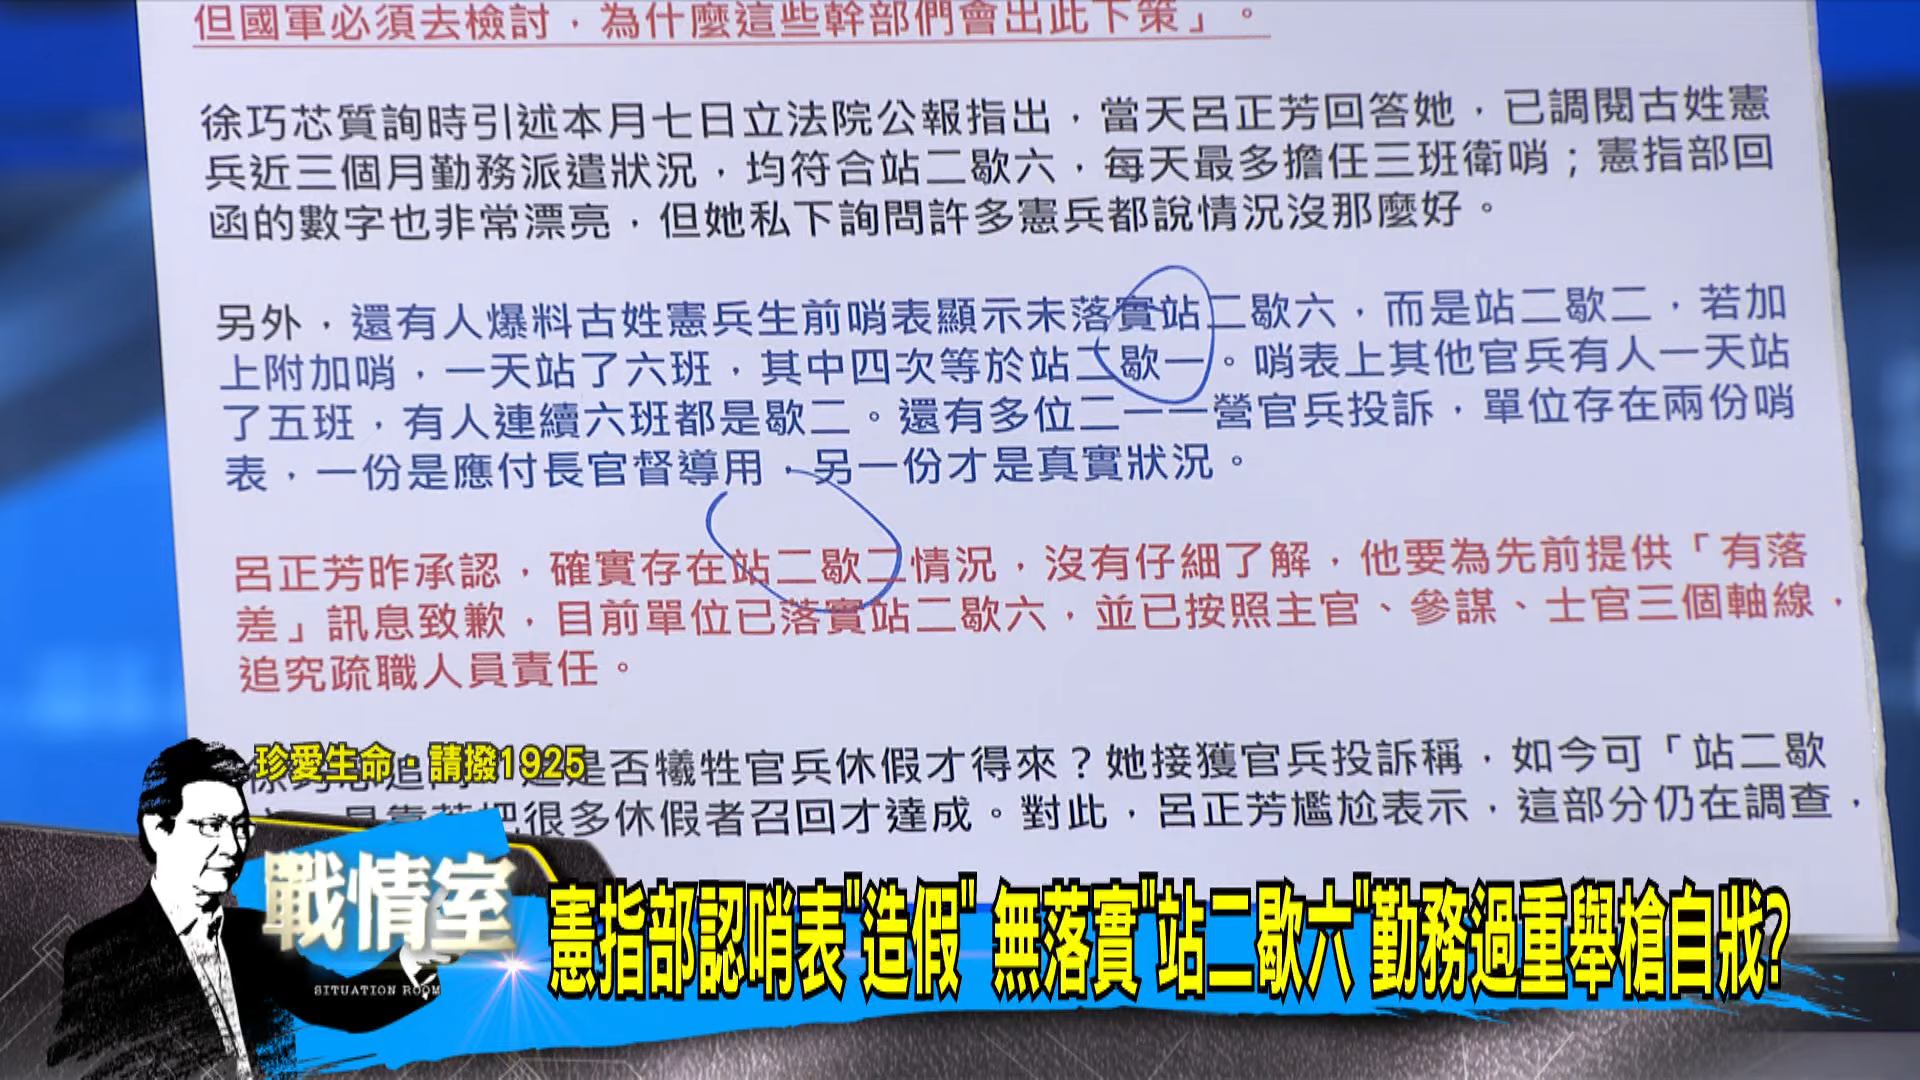 但國軍必須去檢討，為什麼這些幹部們會出此下策」。
徐巧芯質詢時引述本月七日立法院公報指出，當天呂正芳回答她，已調閱古姓憲
兵近三個月勤務派遣狀況，均符合站二歇六，每天最多擔任三班衛哨；憲指部回
函的數字也非常漂亮，但她私下詢問許多憲兵都說情況沒那麼好。
另外，還有人爆料古姓憲兵生前哨表顯示未落實站二歇六，而是站二歇二，若加
上附加哨，一天站了六班，其中四次等於站二歇一。哨表上其他官兵有人一天站
了五班，有人連續六班都是歇二。還有多位二一一營官兵投訴，單位存在兩份哨
表，一份是應付長官督導用，另一份才是真實狀況。
呂正芳昨承認，確實存在站二歇二情況，沒有仔細了解，他要為先前提供「有落
差」訊息致歉，目前單位已落實站二歇六，並已按照主官、參謀、士官三個軸線，
追究疏職人員責任。
是否犧牲官兵休假才得來？她接獲官兵投訴稱，如今可「站二歇
把很多休假者召回才達成。對此，呂正芳尷尬表示，這部分仍在調查，
珍愛生命‧請撥1925
戰情室
SITUATION ROOM
憲指部認哨表"造假" 無落實"站二歇六"勤務過重舉槍自戕?